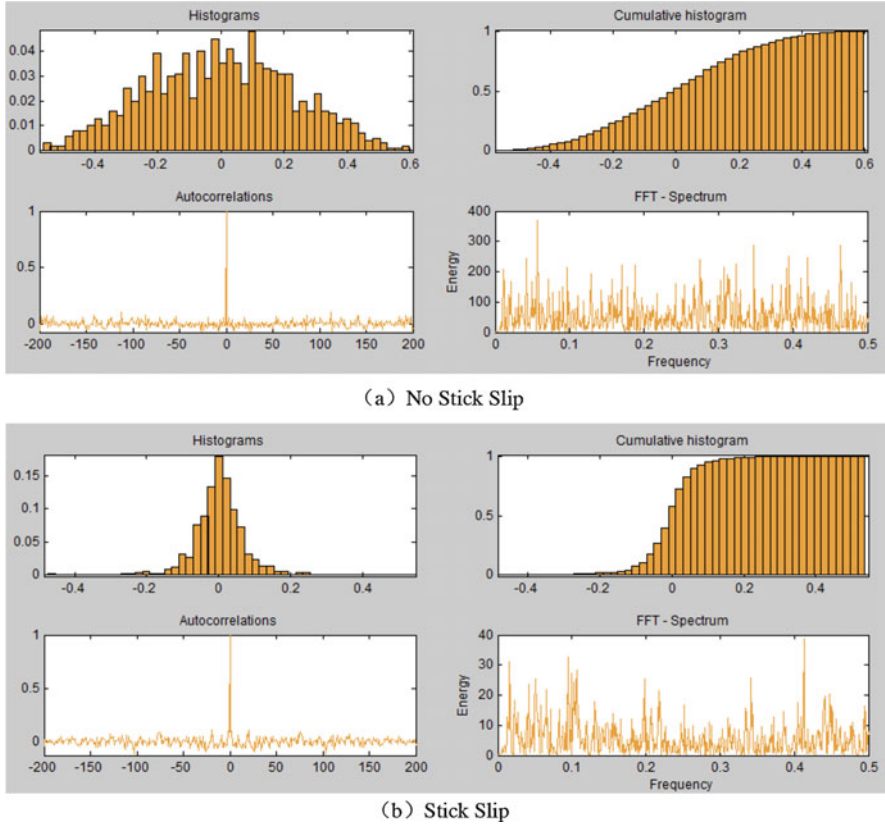 Histograms
Cumulative histogram
0.04
0.03
0.02
0.01
0
-0.4 -0.2 0 0.2 0.4 0.6
1
0.5
0
-0.4 -0.2 0 0.2 0.4 0.6
Autocorrelations
FFT - Spectrum
1
0.5
0
-200 -150 -100 -50 0 50 100 150 200
Energy
400
300
200
100
0
0 0.1 0.2 0.3 0.4 0.5
Frequency
(a) No Stick Slip
Histograms
Cumulative histogram
0.15
0.1
0.05
0
-0.4 -0.2 0 0.2 0.4
1
0.5
0
-0.4 -0.2 0 0.2 0.4
Autocorrelations
FFT - Spectrum
1
0.5
0
-200 -150 -100 -50 0 50 100 150 200
Energy
40
30
20
10
0
0 0.1 0.2 0.3 0.4 0.5
Frequency
(b) Stick Slip